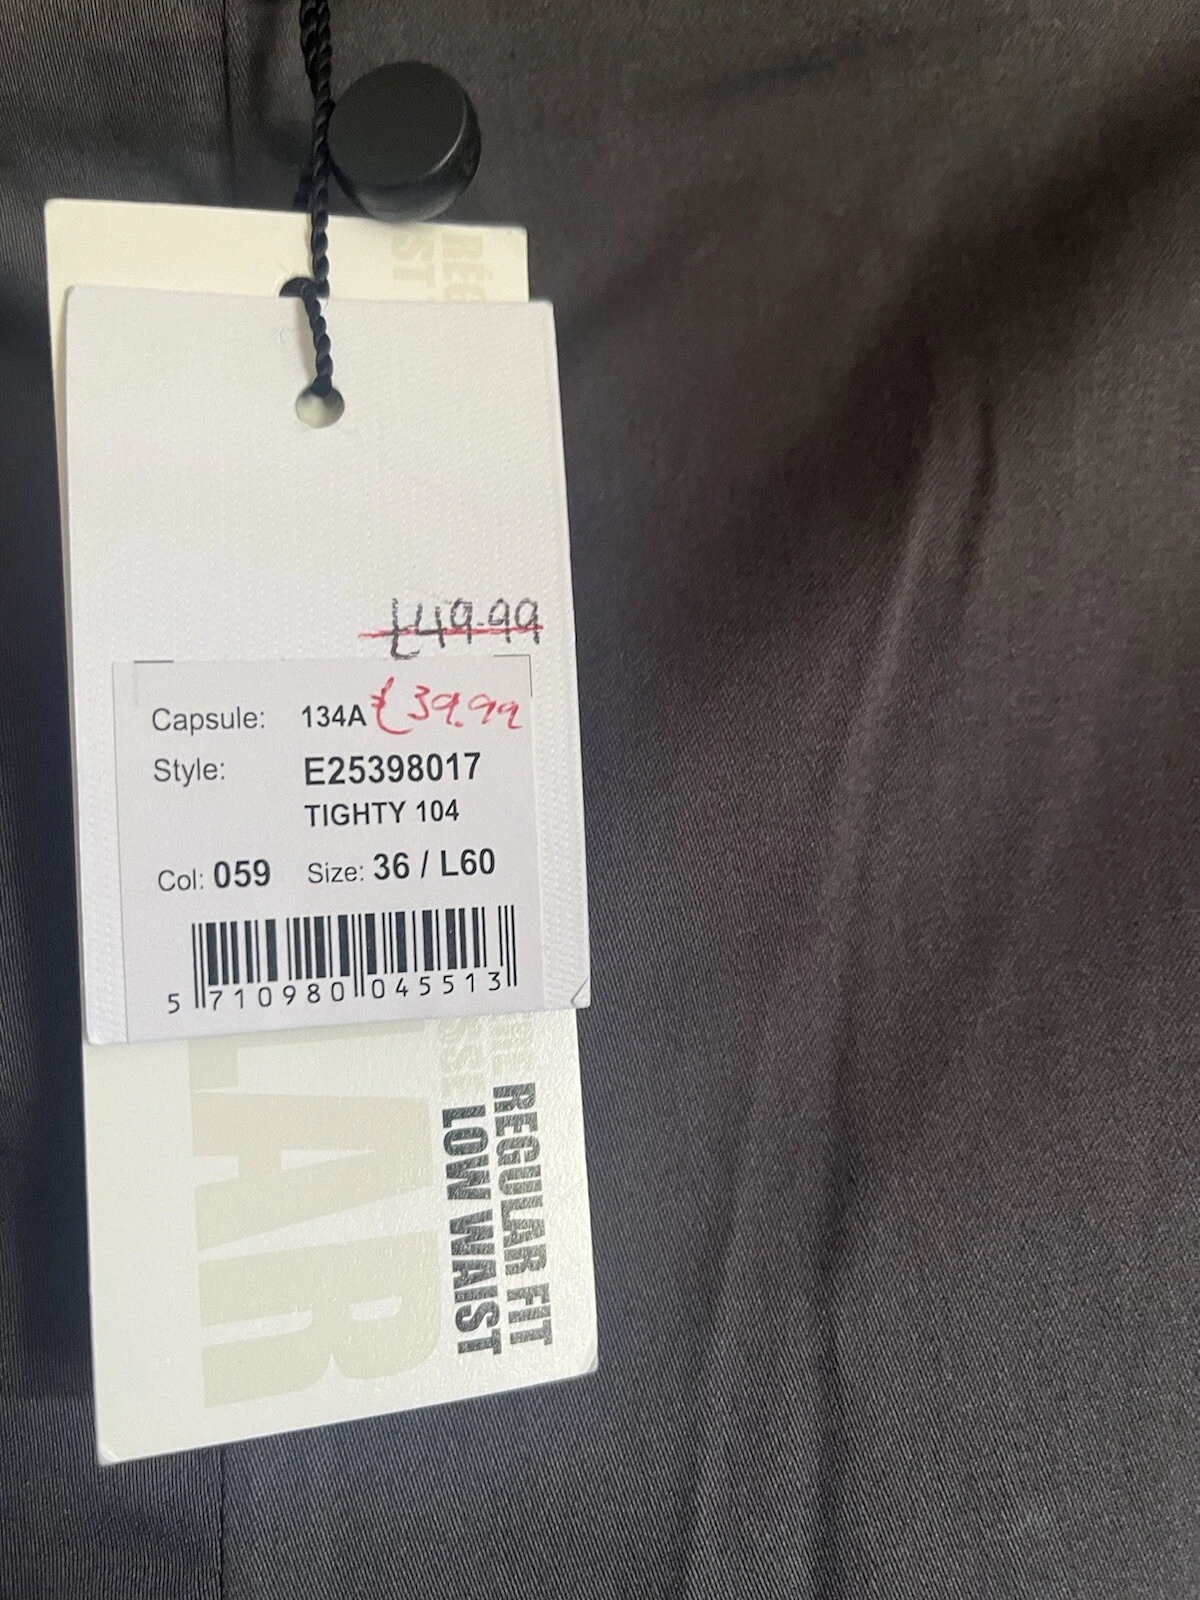 £49.99
Capsule: 134A £39.99
Style: E25398017
TIGHTY 104
Col: 059 Size: 36 / L60
5 710980 045513
REGULAR FIT
LOW WAIST